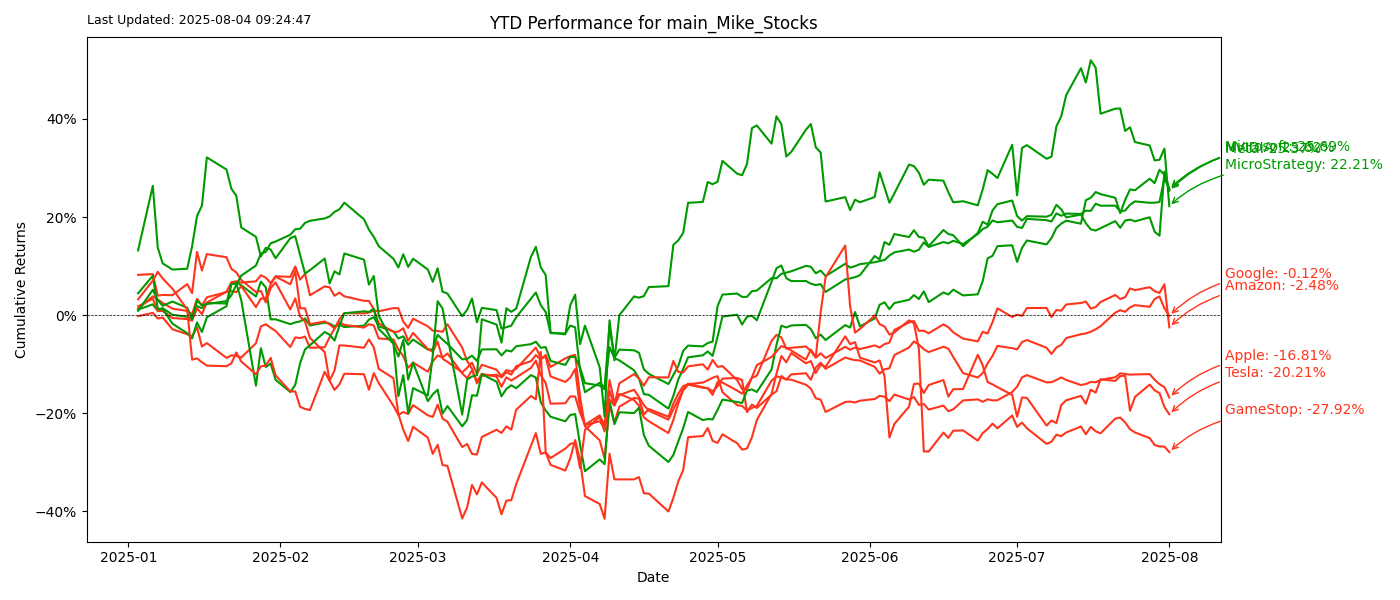 Last Updated: 2025-08-04 09:24:47
YTD Performance for main_Mike_Stocks
Cumulative Returns
40%
20%
0%
−20%
−40%
2025-01
2025-02
2025-03
2025-04
2025-05
2025-06
2025-07
2025-08
Date
MicroStrategy: 22.21%
Google: -0.12%
Amazon: -2.48%
Apple: -16.81%
Tesla: -20.21%
GameStop: -27.92%